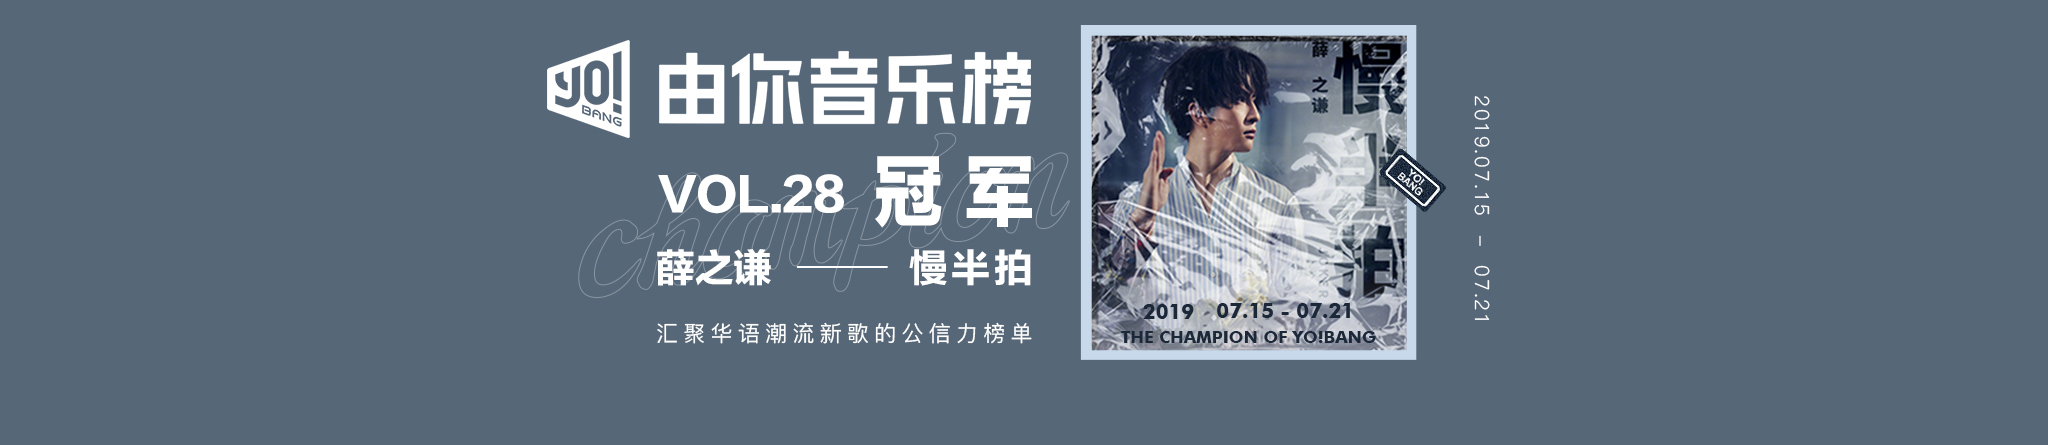 YO!
BANG
由你音乐榜
champion
VOL.28 冠军
薛之谦 —— 慢半拍
汇聚华语潮流新歌的公信力榜单
薛之谦
慢半拍
YO!
BANG
2019 07.15 - 07.21
THE CHAMPION OF YO!BANG
2019.07.15 - 07.21